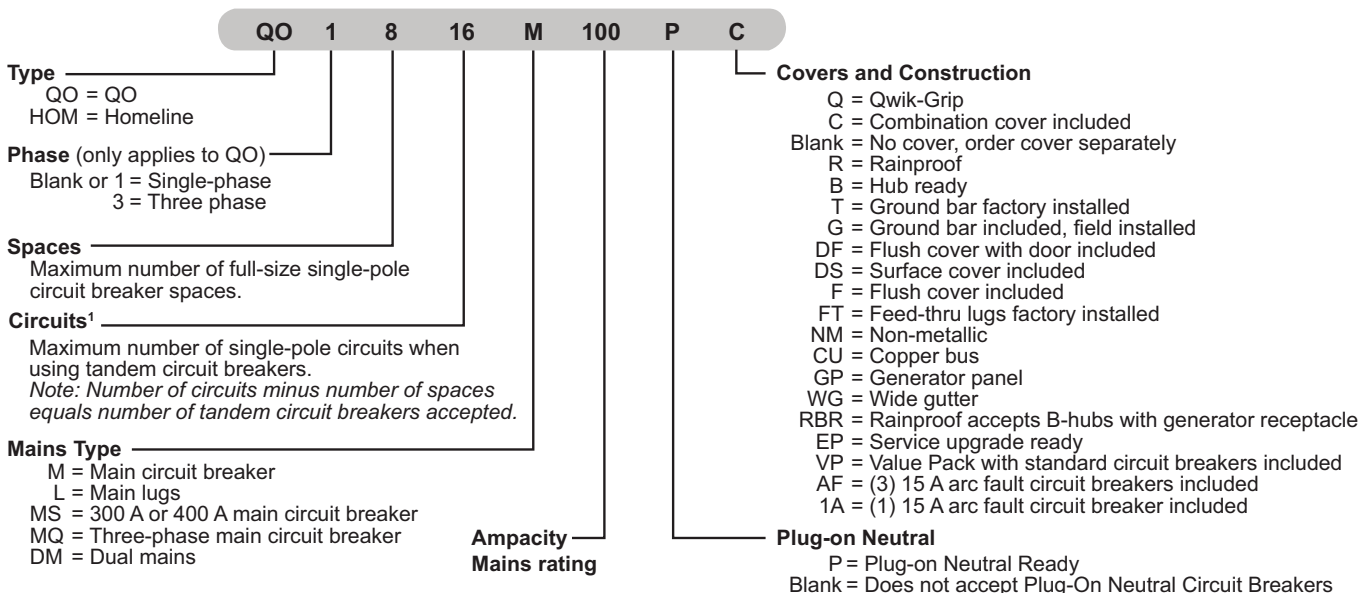 QO 1 8 16 M 100 P C
Type
QO = QO
HOM = Homeline
Phase (only applies to QO)
Blank or 1 = Single-phase
3 = Three phase
Spaces
Maximum number of full-size single-pole
circuit breaker spaces.
Circuits¹
Maximum number of single-pole circuits when
using tandem circuit breakers.
Note: Number of circuits minus number of spaces
equals number of tandem circuit breakers accepted.
Mains Type
M = Main circuit breaker
L = Main lugs
MS = 300 A or 400 A main circuit breaker
MQ = Three-phase main circuit breaker
DM = Dual mains
Ampacity
Mains rating
Covers and Construction
Q = Qwik-Grip
C = Combination cover included
Blank = No cover, order cover separately
R = Rainproof
B = Hub ready
T = Ground bar factory installed
G = Ground bar included, field installed
DF = Flush cover with door included
DS = Surface cover included
F = Flush cover included
FT = Feed-thru lugs factory installed
NM = Non-metallic
CU = Copper bus
GP = Generator panel
WG = Wide gutter
RBR = Rainproof accepts B-hubs with generator receptacle
EP = Service upgrade ready
VP = Value Pack with standard circuit breakers included
AF = (3) 15 A arc fault circuit breakers included
1A = (1) 15 A arc fault circuit breaker included
Plug-on Neutral
P = Plug-on Neutral Ready
Blank = Does not accept Plug-On Neutral Circuit Breakers